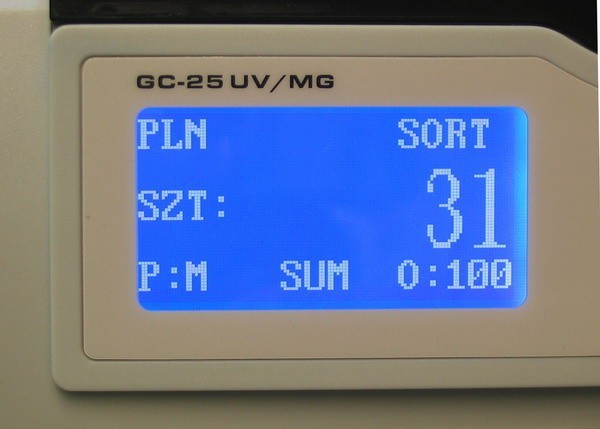 GC-25 UV/MG
PLN SORT
SZT: 31
P:M SUM O:100